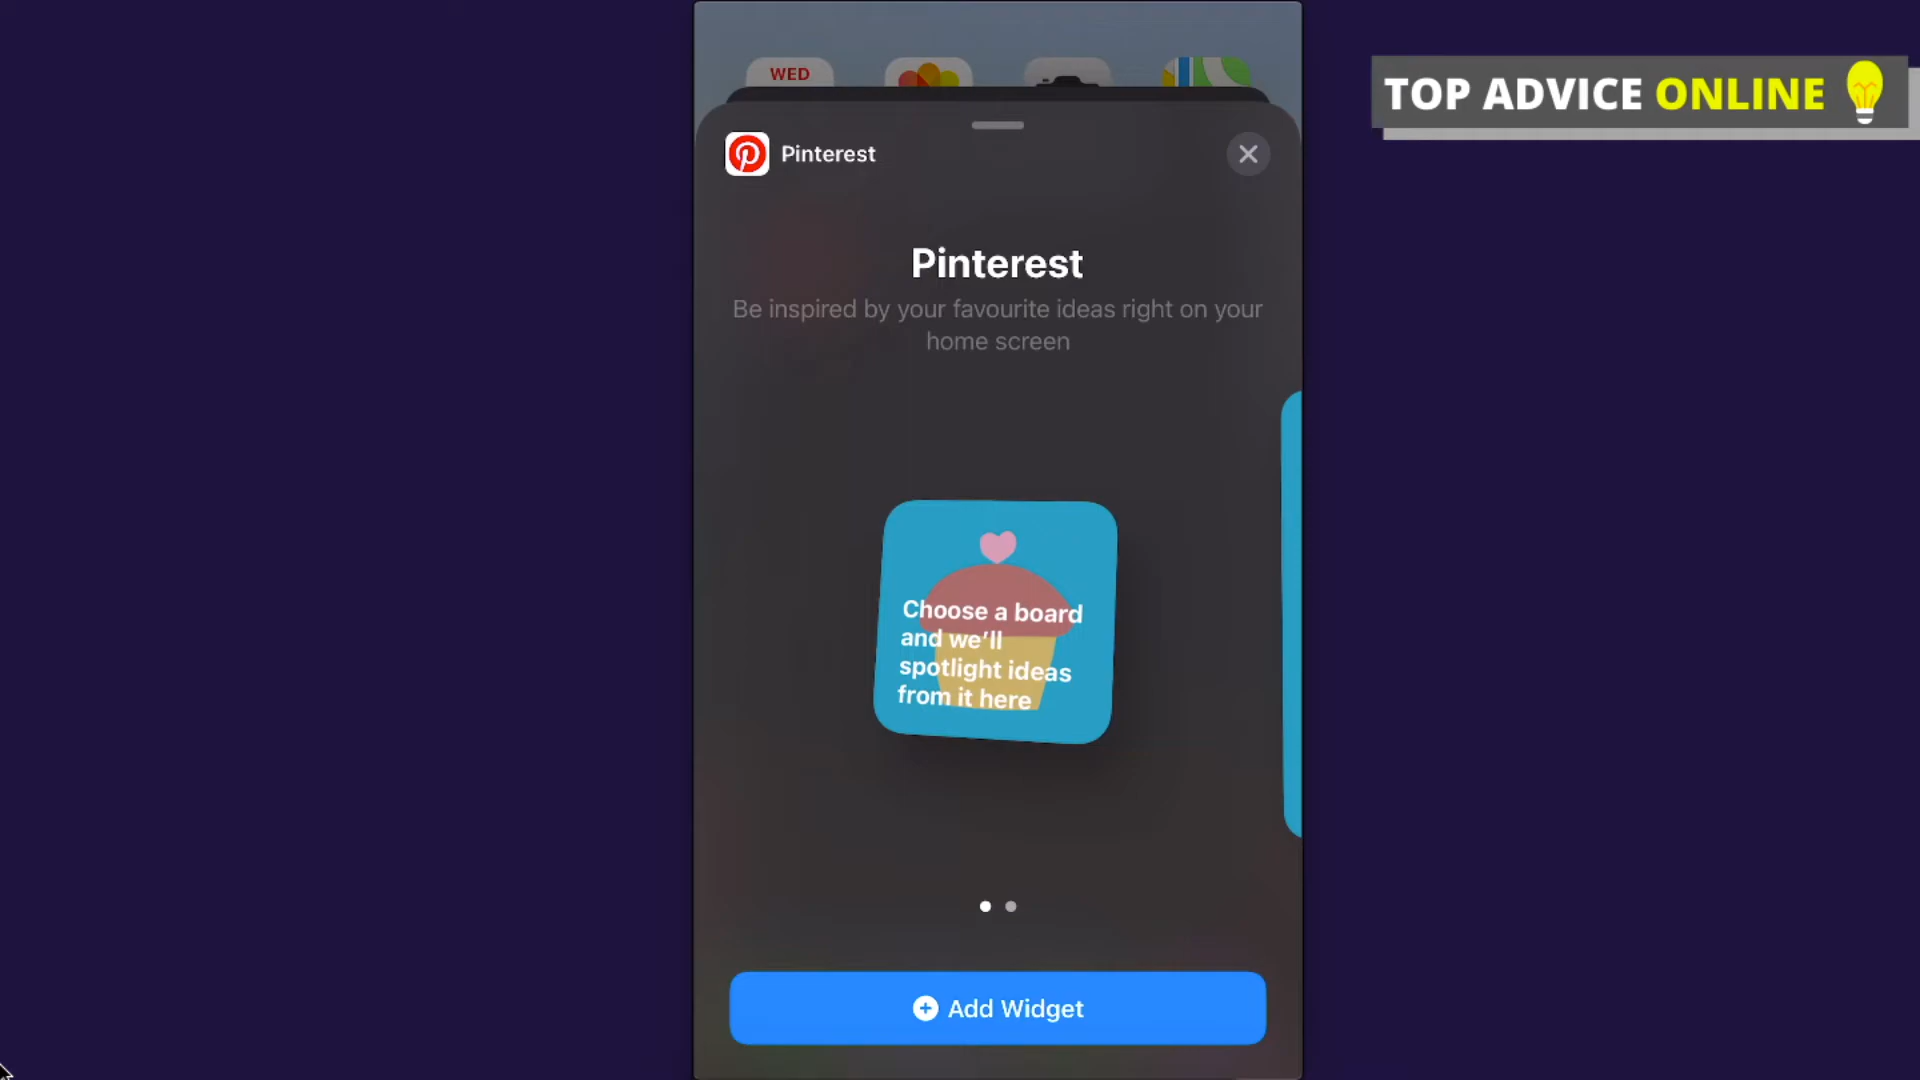 WED
TOP ADVICE ONLINE
Pinterest
Pinterest
Be inspired by your favourite ideas right on your
home screen
Choose a board
and we’ll
spotlight ideas
from it here
Add Widget